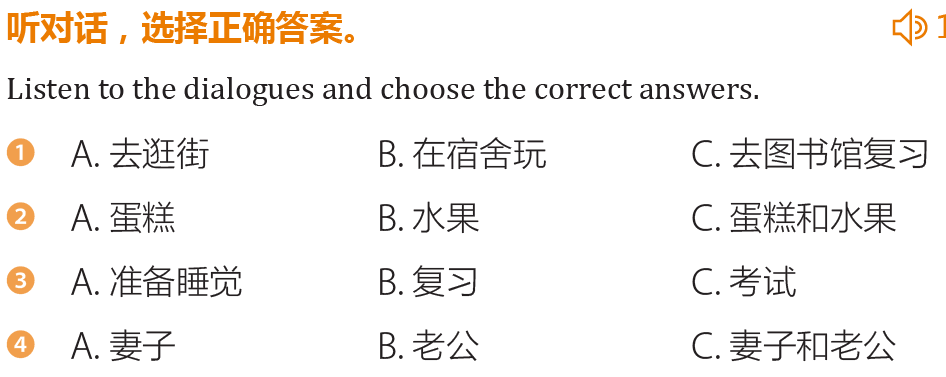 听对话，选择正确答案。 1
Listen to the dialogues and choose the correct answers.
1 A. 去逛街 B. 在宿舍玩 C. 去图书馆复习
2 A. 蛋糕 B. 水果 C. 蛋糕和水果
3 A. 准备睡觉 B. 复习 C. 考试
4 A. 妻子 B. 老公 C. 妻子和老公